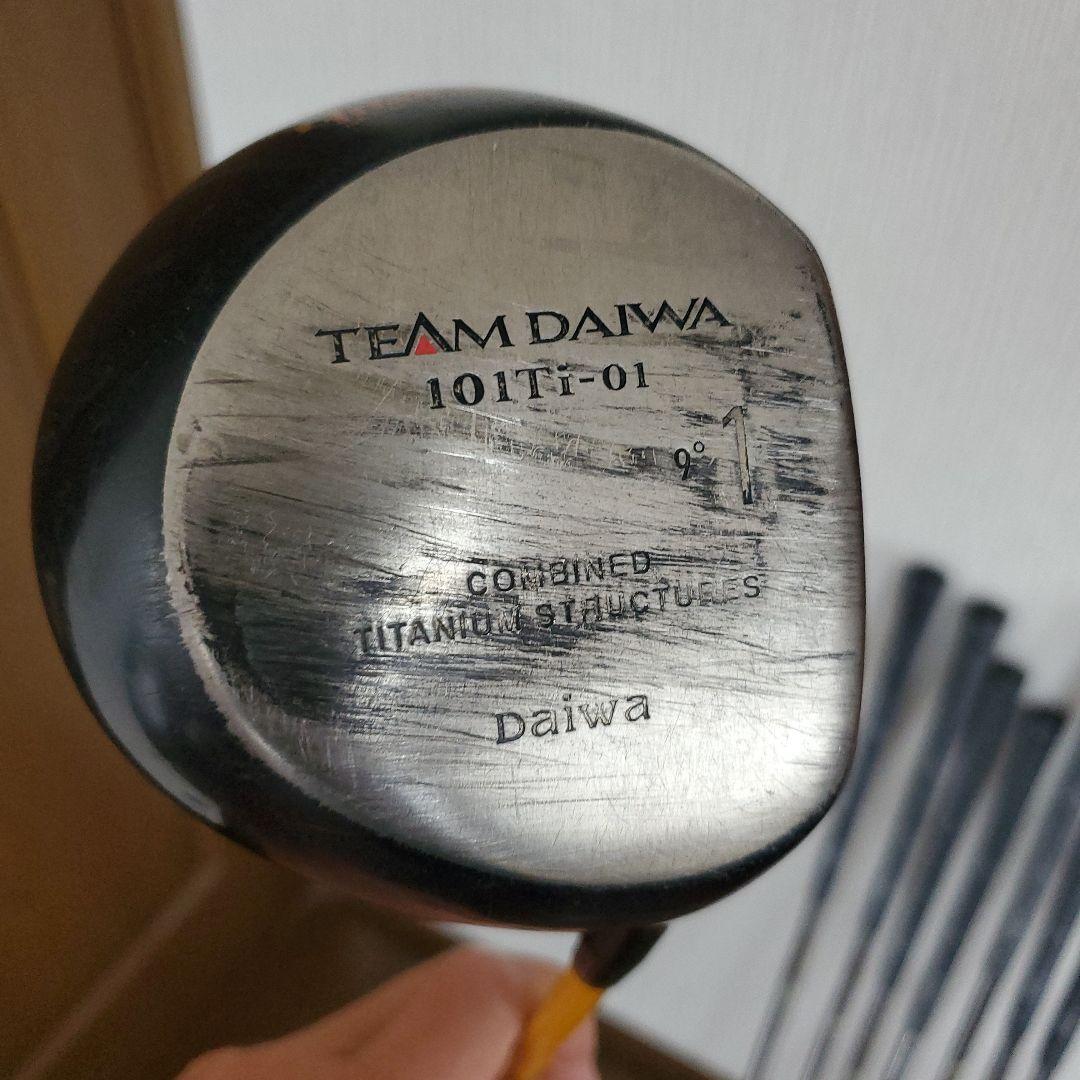 TEAM DAIWA
101Ti-01
9° 1
COMBINED
TITANIUM STRUCTURES
Daiwa